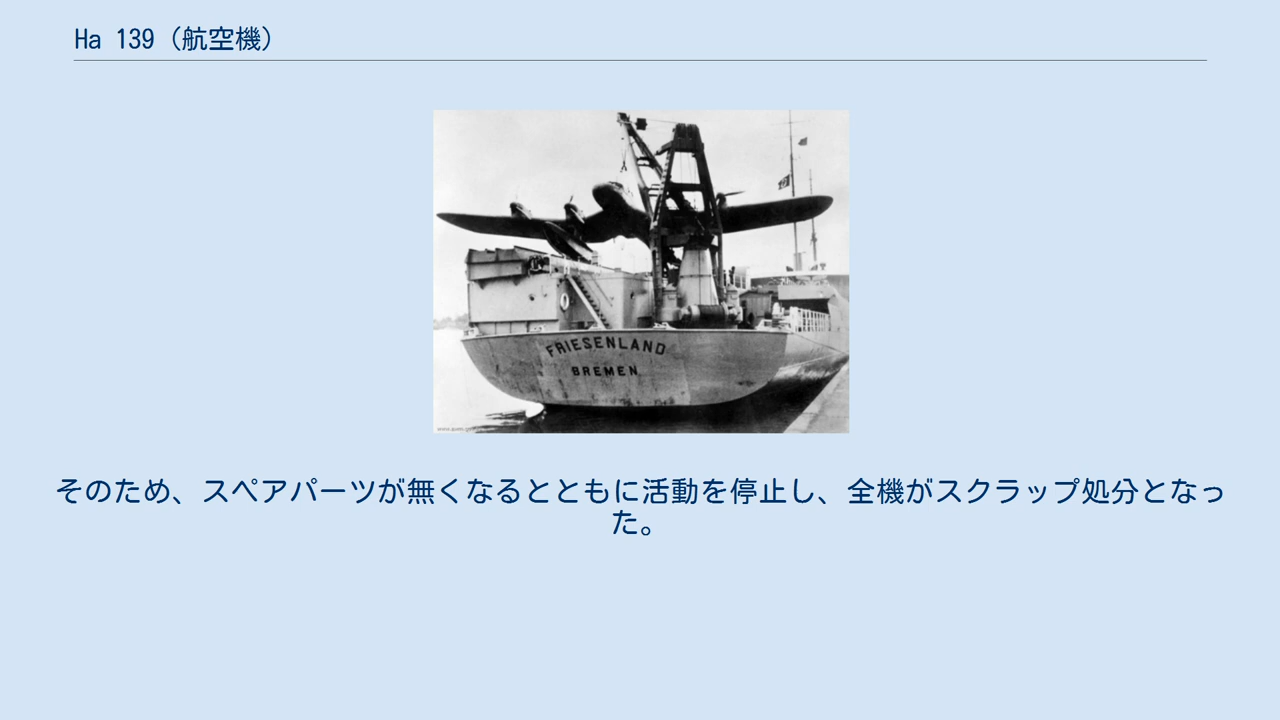 Ha 139（航空機）
FRIESENLAND
BREMEN
そのため、スペアパーツが無くなるとともに活動を停止し、全機がスクラップ処分となっ
た。